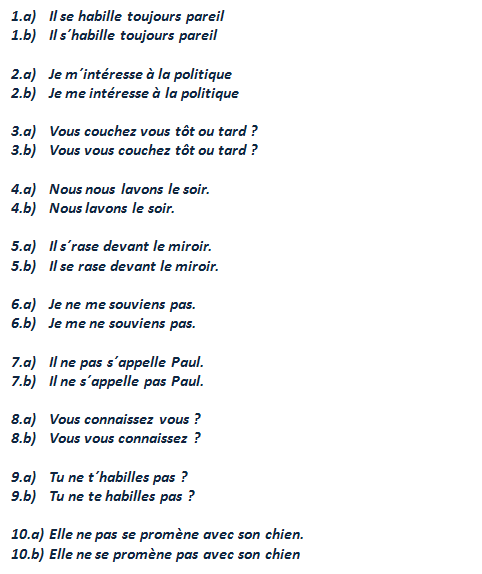 1.a) Il se habille toujours pareil
1.b) Il s´habille toujours pareil
2.a) Je m´intéresse à la politique
2.b) Je me intéresse à la politique
3.a) Vous couchez vous tôt ou tard ?
3.b) Vous vous couchez tôt ou tard ?
4.a) Nous nous lavons le soir.
4.b) Nous lavons le soir.
5.a) Il s´rase devant le miroir.
5.b) Il se rase devant le miroir.
6.a) Je ne me souviens pas.
6.b) Je me ne souviens pas.
7.a) Il ne pas s´appelle Paul.
7.b) Il ne s´appelle pas Paul.
8.a) Vous connaissez vous ?
8.b) Vous vous connaissez ?
9.a) Tu ne t´habilles pas ?
9.b) Tu ne te habilles pas ?
10.a) Elle ne pas se promène avec son chien.
10.b) Elle ne se promène pas avec son chien